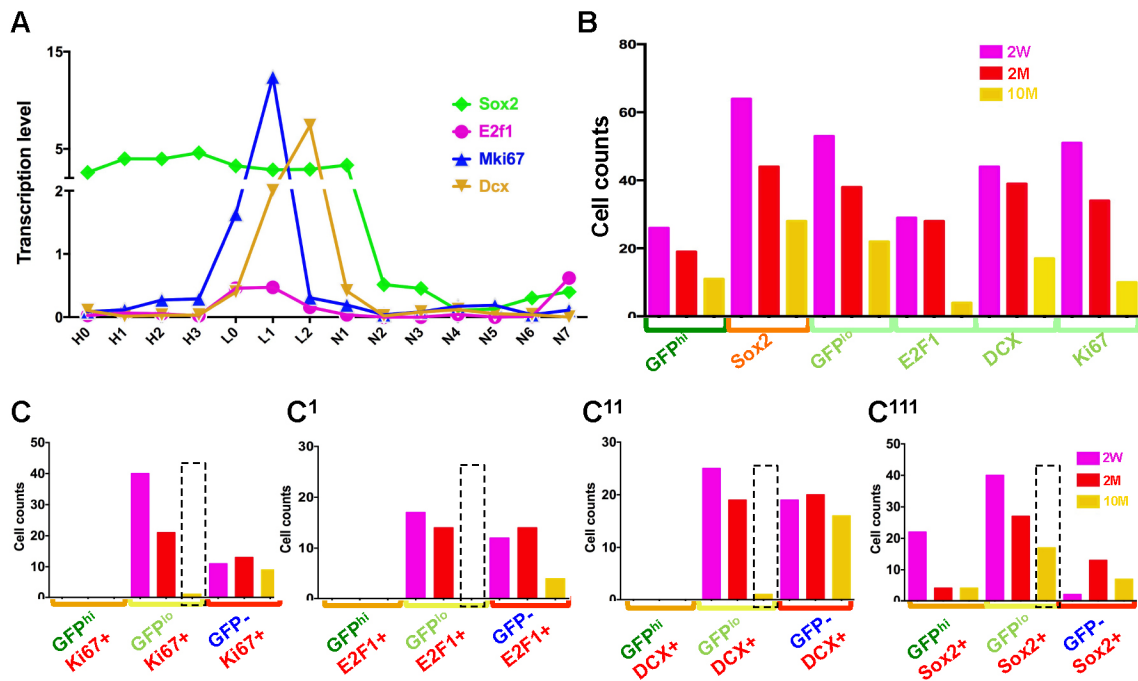 A
Transcription level
15
5
2
1
0
Sox2
E2f1
Mki67
Dcx
H0 H1 H2 H3 L0 L1 L2 N1 N2 N3 N4 N5 N6 N7
B
Cell counts
80
60
40
20
0
2W
2M
10M
GFPhi Sox2 GFPlo E2F1 DCX Ki67
C
Cell counts
50
40
30
20
10
0
GFPhi GFPlo GFP-
Ki67+ Ki67+ Ki67+
C1
Cell counts
30
20
10
0
GFPhi GFPlo GFP-
E2F1+ E2F1+ E2F1+
C11
Cell counts
30
20
10
0
GFPhi GFPlo GFP-
DCX+ DCX+ DCX+
C111
Cell counts
50
40
30
20
10
0
2W
2M
10M
GFPhi GFPlo GFP-
Sox2+ Sox2+ Sox2+